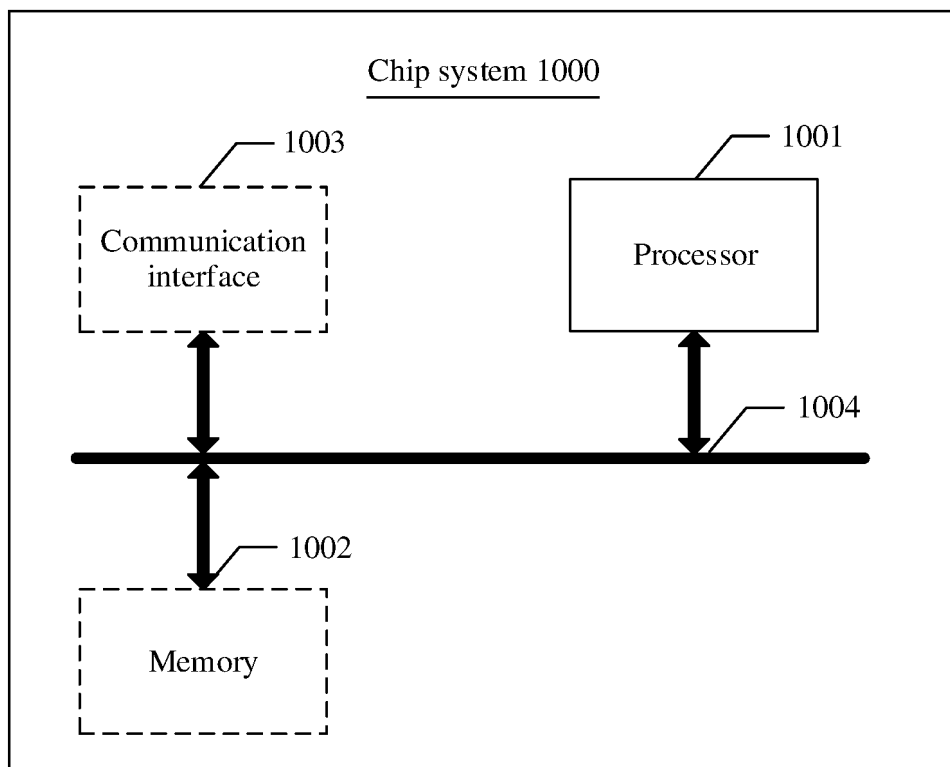 Chip system 1000
1003
1001
Communication
interface
Processor
1004
1002
Memory